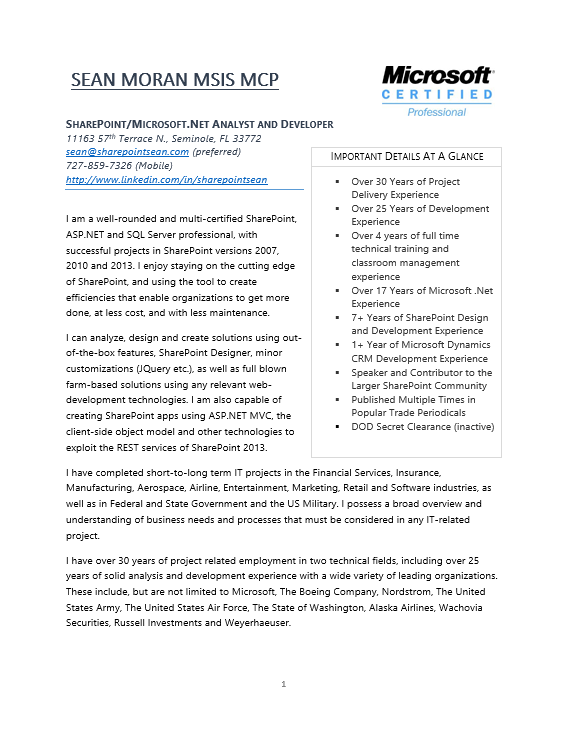 SEAN MORAN MSIS MCP
Microsoft®
CERTIFIED
Professional
SHAREPOINT/MICROSOFT.NET ANALYST AND DEVELOPER
11163 57th Terrace N., Seminole, FL 33772
sean@sharepointsean.com (preferred)
727-859-7326 (Mobile)
http://www.linkedin.com/in/sharepointsean
I am a well-rounded and multi-certified SharePoint,
ASP.NET and SQL Server professional, with
successful projects in SharePoint versions 2007,
2010 and 2013. I enjoy staying on the cutting edge
of SharePoint, and using the tool to create
efficiencies that enable organizations to get more
done, at less cost, and with less maintenance.
I can analyze, design and create solutions using out-
of-the-box features, SharePoint Designer, minor
customizations (JQuery etc.), as well as full blown
farm-based solutions using any relevant web-
development technologies. I am also capable of
creating SharePoint apps using ASP.NET MVC, the
client-side object model and other technologies to
exploit the REST services of SharePoint 2013.
IMPORTANT DETAILS AT A GLANCE
▪ Over 30 Years of Project
Delivery Experience
▪ Over 25 Years of Development
Experience
▪ Over 4 years of full time
technical training and
classroom management
experience
▪ Over 17 Years of Microsoft .Net
Experience
▪ 7+ Years of SharePoint Design
and Development Experience
▪ 1+ Year of Microsoft Dynamics
CRM Development Experience
▪ Speaker and Contributor to the
Larger SharePoint Community
▪ Published Multiple Times in
Popular Trade Periodicals
▪ DOD Secret Clearance (inactive)
I have completed short-to-long term IT projects in the Financial Services, Insurance,
Manufacturing, Aerospace, Airline, Entertainment, Marketing, Retail and Software industries, as
well as in Federal and State Government and the US Military. I possess a broad overview and
understanding of business needs and processes that must be considered in any IT-related
project.
I have over 30 years of project related employment in two technical fields, including over 25
years of solid analysis and development experience with a wide variety of leading organizations.
These include, but are not limited to Microsoft, The Boeing Company, Nordstrom, The United
States Army, The United States Air Force, The State of Washington, Alaska Airlines, Wachovia
Securities, Russell Investments and Weyerhaeuser.
1